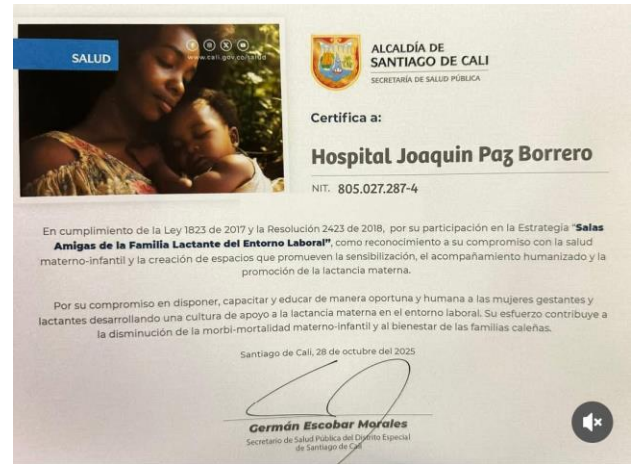 SALUD
www.cali.gov.co/salud
ALCALDÍA DE
SANTIAGO DE CALI
SECRETARÍA DE SALUD PÚBLICA
Certifica a:
Hospital Joaquin Paz Borrero
NIT. 805.027.287-4
En cumplimiento de la Ley 1823 de 2017 y la Resolución 2423 de 2018, por su participación en la Estrategia "Salas
Amigas de la Familia Lactante del Entorno Laboral", como reconocimiento a su compromiso con la salud
materno-infantil y la creación de espacios que promueven la sensibilización, el acompañamiento humanizado y la
promoción de la lactancia materna.
Por su compromiso en disponer, capacitar y educar de manera oportuna y humana a las mujeres gestantes y
lactantes desarrollando una cultura de apoyo a la lactancia materna en el entorno laboral. Su esfuerzo contribuye a
la disminución de la morbi-mortalidad materno-infantil y al bienestar de las familias caleñas.
Santiago de Cali, 28 de octubre del 2025
Germán Escobar Morales
Secretario de Salud Pública del Distrito Especial
de Santiago de Cali